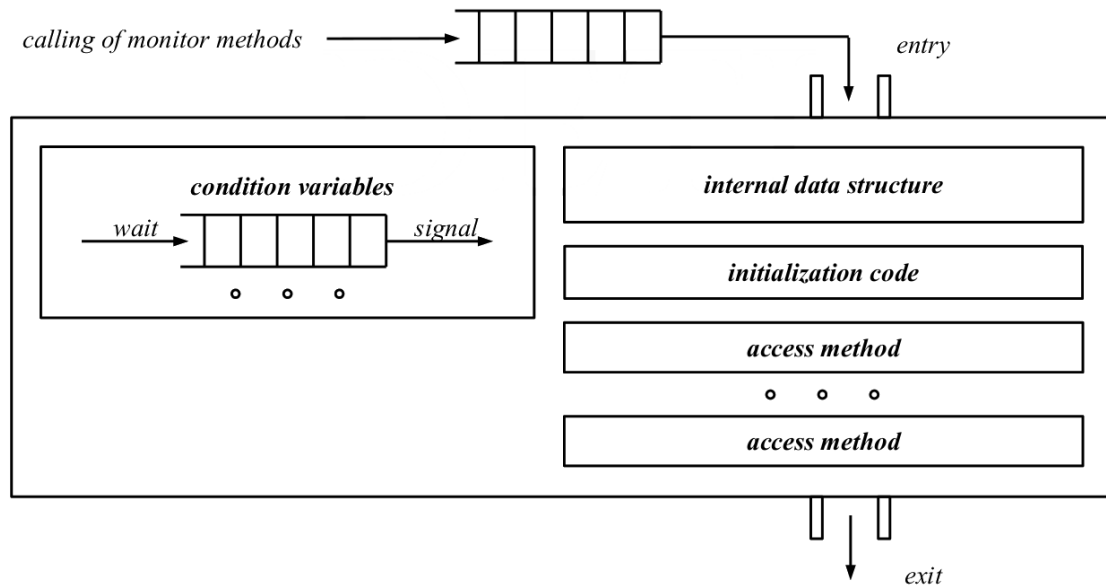 calling of monitor methods
entry
condition variables
wait
signal
internal data structure
initialization code
access method
access method
exit